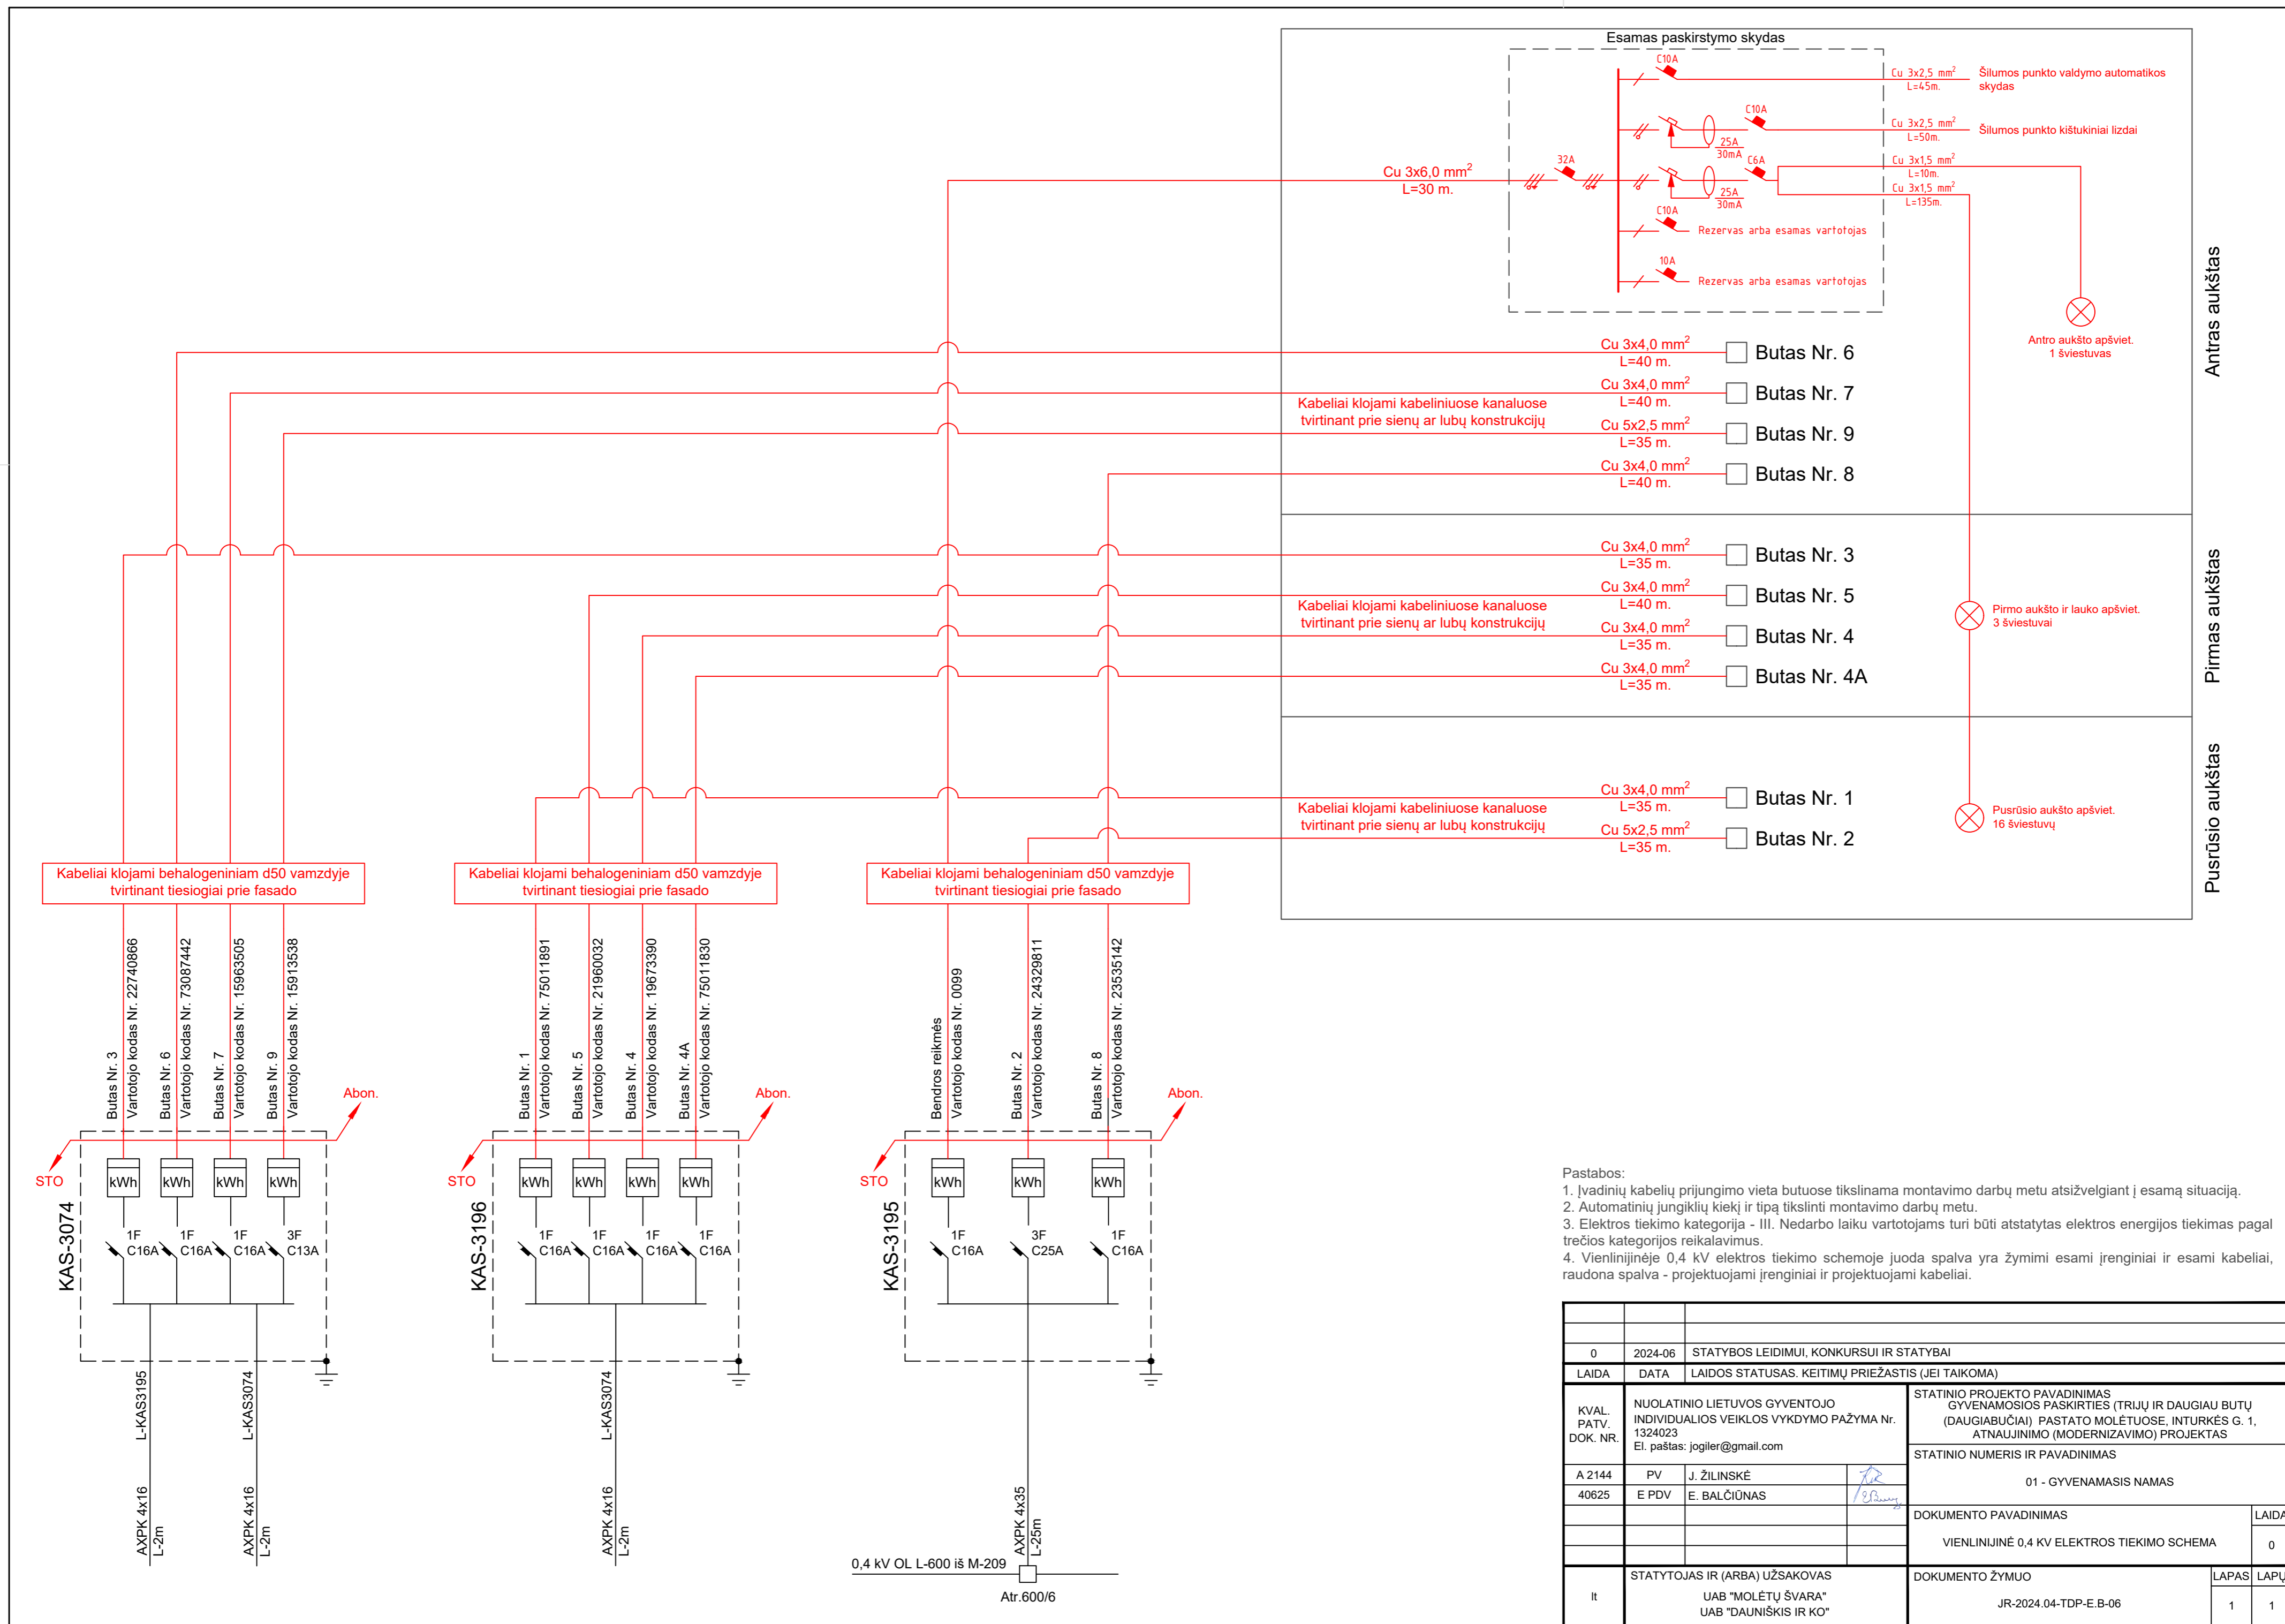 Esamas paskirstymo skydas
C10A
Cu 3x2,5 mm²
L=45m.
Šilumos punkto valdymo automatikos
skydas
C10A
25A
30mA
Cu 3x2,5 mm²
L=50m.
Šilumos punkto kištukiniai lizdai
Cu 3x6,0 mm²
L=30 m.
32A
C6A
25A
30mA
Cu 3x1,5 mm²
L=10m.
Cu 3x1,5 mm²
L=135m.
C10A
Rezervas arba esamas vartotojas
10A
Rezervas arba esamas vartotojas
Antro aukšto apšviet.
1 šviestuvas
Antras aukštas
Cu 3x4,0 mm²
L=40 m.
Butas Nr. 6
Cu 3x4,0 mm²
L=40 m.
Butas Nr. 7
Kabeliai klojami kabeliniuose kanaluose
tvirtinant prie sienų ar lubų konstrukcijų
Cu 5x2,5 mm²
L=35 m.
Butas Nr. 9
Cu 3x4,0 mm²
L=40 m.
Butas Nr. 8
Cu 3x4,0 mm²
L=35 m.
Butas Nr. 3
Cu 3x4,0 mm²
L=40 m.
Butas Nr. 5
Kabeliai klojami kabeliniuose kanaluose
tvirtinant prie sienų ar lubų konstrukcijų
Cu 3x4,0 mm²
L=35 m.
Butas Nr. 4
Cu 3x4,0 mm²
L=35 m.
Butas Nr. 4A
Pirmo aukšto ir lauko apšviet.
3 šviestuvai
Pirmas aukštas
Cu 3x4,0 mm²
L=35 m.
Butas Nr. 1
Kabeliai klojami kabeliniuose kanaluose
tvirtinant prie sienų ar lubų konstrukcijų
Cu 5x2,5 mm²
L=35 m.
Butas Nr. 2
Pusrūsio aukšto apšviet.
16 šviestuvų
Pusrūsio aukštas
Kabeliai klojami behalogeniniam d50 vamzdyje
tvirtinant tiesiogiai prie fasado
Kabeliai klojami behalogeniniam d50 vamzdyje
tvirtinant tiesiogiai prie fasado
Kabeliai klojami behalogeniniam d50 vamzdyje
tvirtinant tiesiogiai prie fasado
Butas Nr. 3
Vartotojo kodas Nr. 22740866
Butas Nr. 6
Vartotojo kodas Nr. 73087442
Butas Nr. 7
Vartotojo kodas Nr. 15963505
Butas Nr. 9
Vartotojo kodas Nr. 15913538
Abon.
STO
KAS-3074
kWh
kWh
kWh
kWh
1F
C16A
1F
C16A
1F
C16A
3F
C13A
L-KAS3195
AXPK 4x16
L-2m
L-KAS3074
AXPK 4x16
L-2m
Butas Nr. 1
Vartotojo kodas Nr. 75011891
Butas Nr. 5
Vartotojo kodas Nr. 21960032
Butas Nr. 4
Vartotojo kodas Nr. 19673390
Butas Nr. 4A
Vartotojo kodas Nr. 75011830
Abon.
STO
KAS-3196
kWh
kWh
kWh
kWh
1F
C16A
1F
C16A
1F
C16A
1F
C16A
L-KAS3074
AXPK 4x16
L-2m
Bendros reikmės
Vartotojo kodas Nr. 0099
Butas Nr. 2
Vartotojo kodas Nr. 24329811
Butas Nr. 8
Vartotojo kodas Nr. 23535142
Abon.
STO
KAS-3195
kWh
kWh
kWh
1F
C16A
3F
C25A
1F
C16A
AXPK 4x35
L-25m
0,4 kV OL L-600 iš M-209
Atr.600/6
Pastabos:
1. Įvadinių kabelių prijungimo vieta butuose tikslinama montavimo darbų metu atsižvelgiant į esamą situaciją.
2. Automatinių jungiklių kiekį ir tipą tikslinti montavimo darbų metu.
3. Elektros tiekimo kategorija - III. Nedarbo laiku vartotojams turi būti atstatytas elektros energijos tiekimas pagal
trečios kategorijos reikalavimus.
4. Vienlinijinėje 0,4 kV elektros tiekimo schemoje juoda spalva yra žymimi esami įrenginiai ir esami kabeliai,
raudona spalva - projektuojami įrenginiai ir projektuojami kabeliai.
0 2024-06 STATYBOS LEIDIMUI, KONKURSUI IR STATYBAI
LAIDA DATA LAIDOS STATUSAS. KEITIMŲ PRIEŽASTIS (JEI TAIKOMA)
KVAL.
PATV.
DOK. NR.
NUOLATINIO LIETUVOS GYVENTOJO
INDIVIDUALIOS VEIKLOS VYKDYMO PAŽYMA Nr.
1324023
El. paštas: jogiler@gmail.com
STATINIO PROJEKTO PAVADINIMAS
GYVENAMOSIOS PASKIRTIES (TRIJŲ IR DAUGIAU BUTŲ
(DAUGIABUČIAI) PASTATO MOLĖTUOSE, INTURKĖS G. 1,
ATNAUJINIMO (MODERNIZAVIMO) PROJEKTAS
STATINIO NUMERIS IR PAVADINIMAS
01 - GYVENAMASIS NAMAS
A 2144 PV J. ŽILINSKĖ
40625 E PDV E. BALČIŪNAS
DOKUMENTO PAVADINIMAS
VIENLINIJINĖ 0,4 KV ELEKTROS TIEKIMO SCHEMA
LAIDA
0
lt
STATYTOJAS IR (ARBA) UŽSAKOVAS
UAB "MOLĖTŲ ŠVARA"
UAB "DAUNIŠKIS IR KO"
DOKUMENTO ŽYMUO
JR-2024.04-TDP-E.B-06
LAPAS LAPŲ
1 1